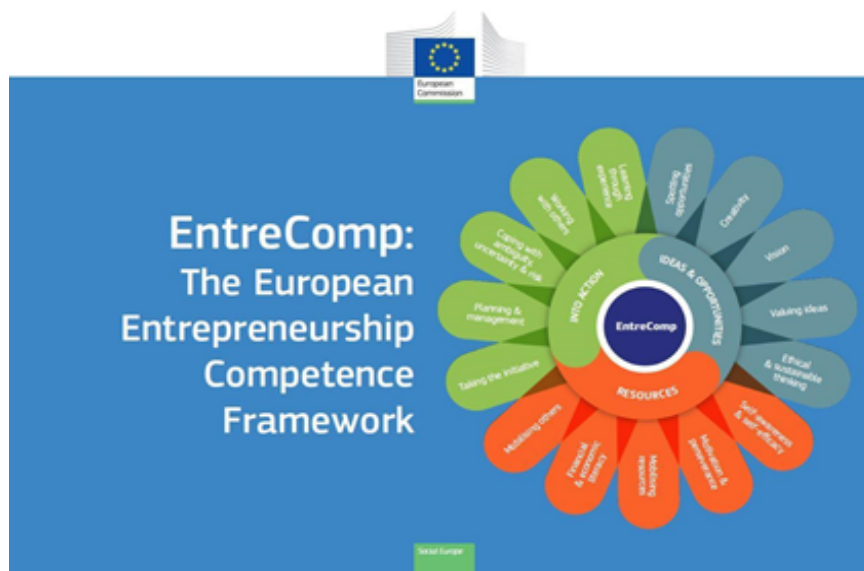 European
Commission
EntreComp:
The European
Entrepreneurship
Competence
Framework
Spotting
opportunities
Creativity
Vision
Valuing ideas
Ethical
& sustainable
thinking
Self-awareness
& self-efficacy
Motivation &
perseverance
Mobilising
resources
Financial
& economic
literacy
Mobilising others
Taking the initiative
Planning &
management
Coping with
ambiguity,
uncertainty & risk
Working
with others
Learning
through
experience
INTO ACTION
IDEAS & OPPORTUNITIES
RESOURCES
EntreComp
Social Europe